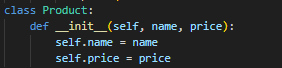 class Product:
    def __init__(self, name, price):
        self.name = name
        self.price = price